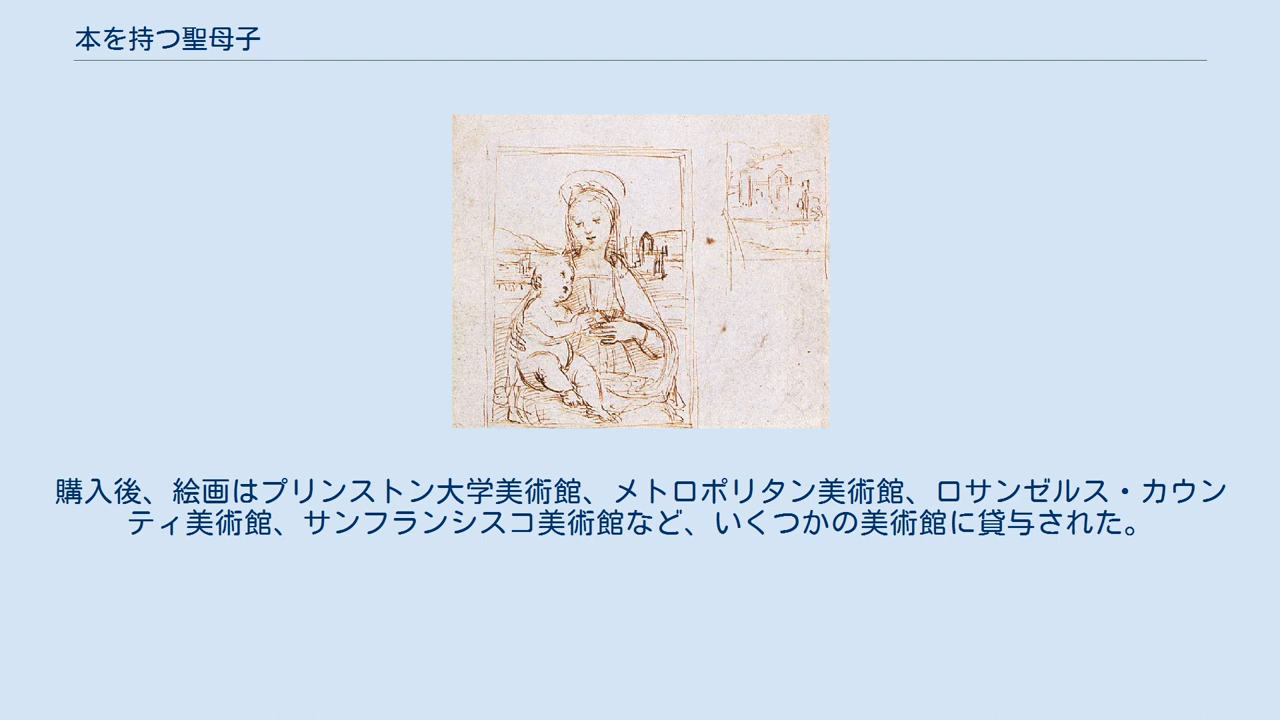 本を持つ聖母子
購入後、絵画はプリンストン大学美術館、メトロポリタン美術館、ロサンゼルス・カウン
ティ美術館、サンフランシスコ美術館など、いくつかの美術館に貸与された。